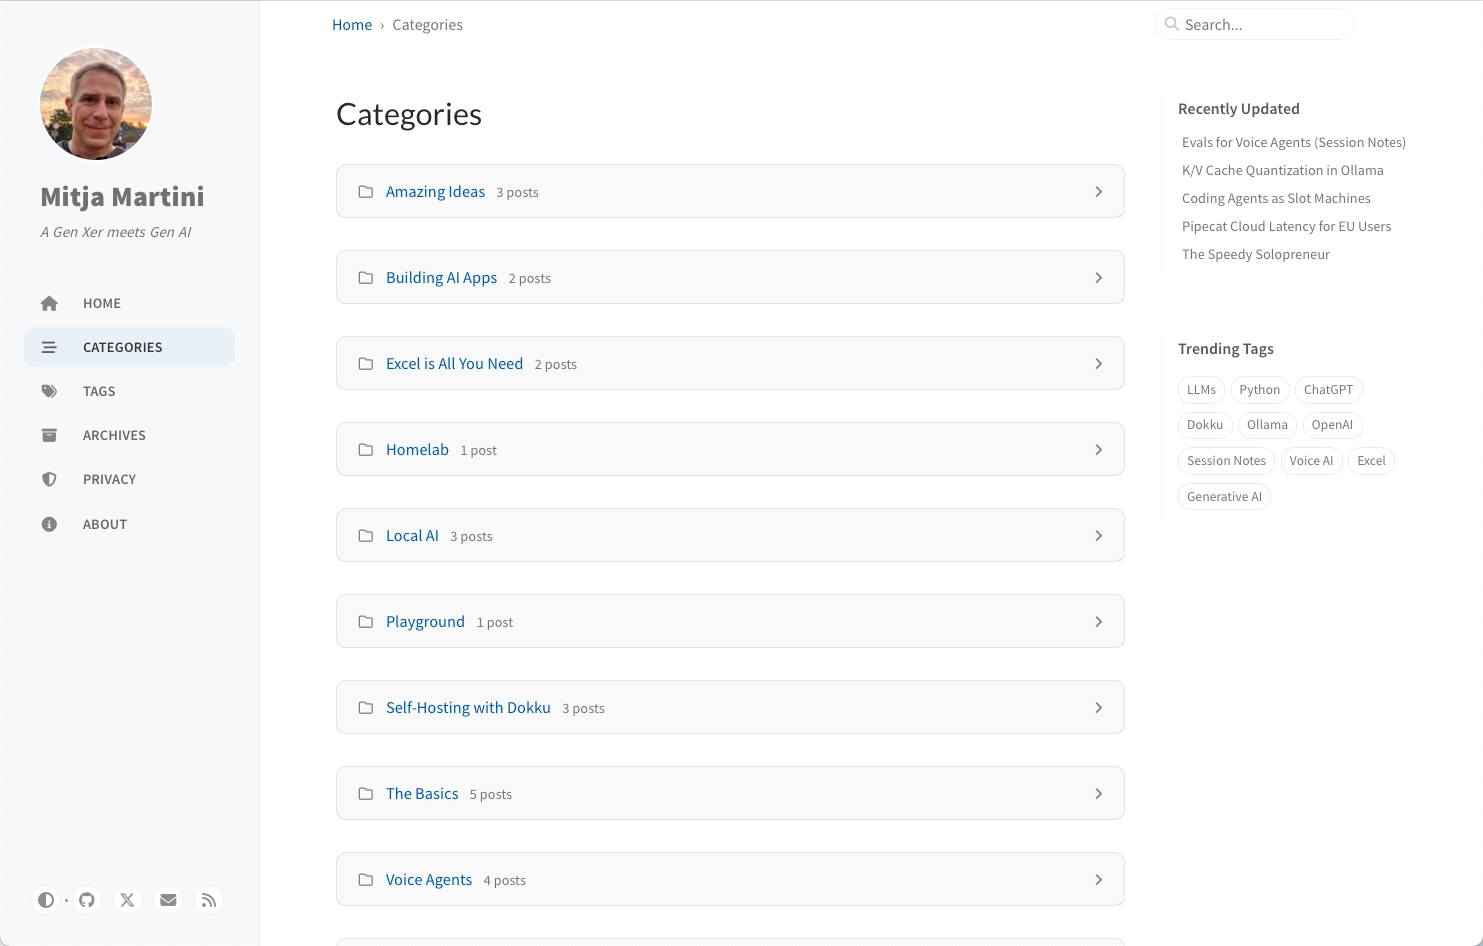 Mitja Martini
A Gen Xer meets Gen AI
HOME
CATEGORIES
TAGS
ARCHIVES
PRIVACY
ABOUT
Home › Categories
Search...
Categories
Amazing Ideas 3 posts
Building AI Apps 2 posts
Excel is All You Need 2 posts
Homelab 1 post
Local AI 3 posts
Playground 1 post
Self-Hosting with Dokku 3 posts
The Basics 5 posts
Voice Agents 4 posts
Recently Updated
Evals for Voice Agents (Session Notes)
K/V Cache Quantization in Ollama
Coding Agents as Slot Machines
Pipecat Cloud Latency for EU Users
The Speedy Solopreneur
Trending Tags
LLMs Python ChatGPT
Dokku Ollama OpenAI
Session Notes Voice AI Excel
Generative AI